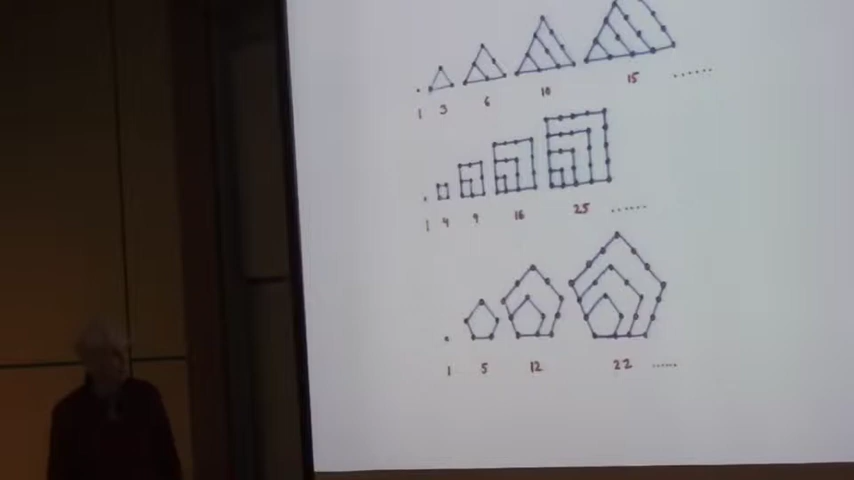 1 3 6 10 15 ......
1 4 9 16 25 ......
1 5 12 22 ......